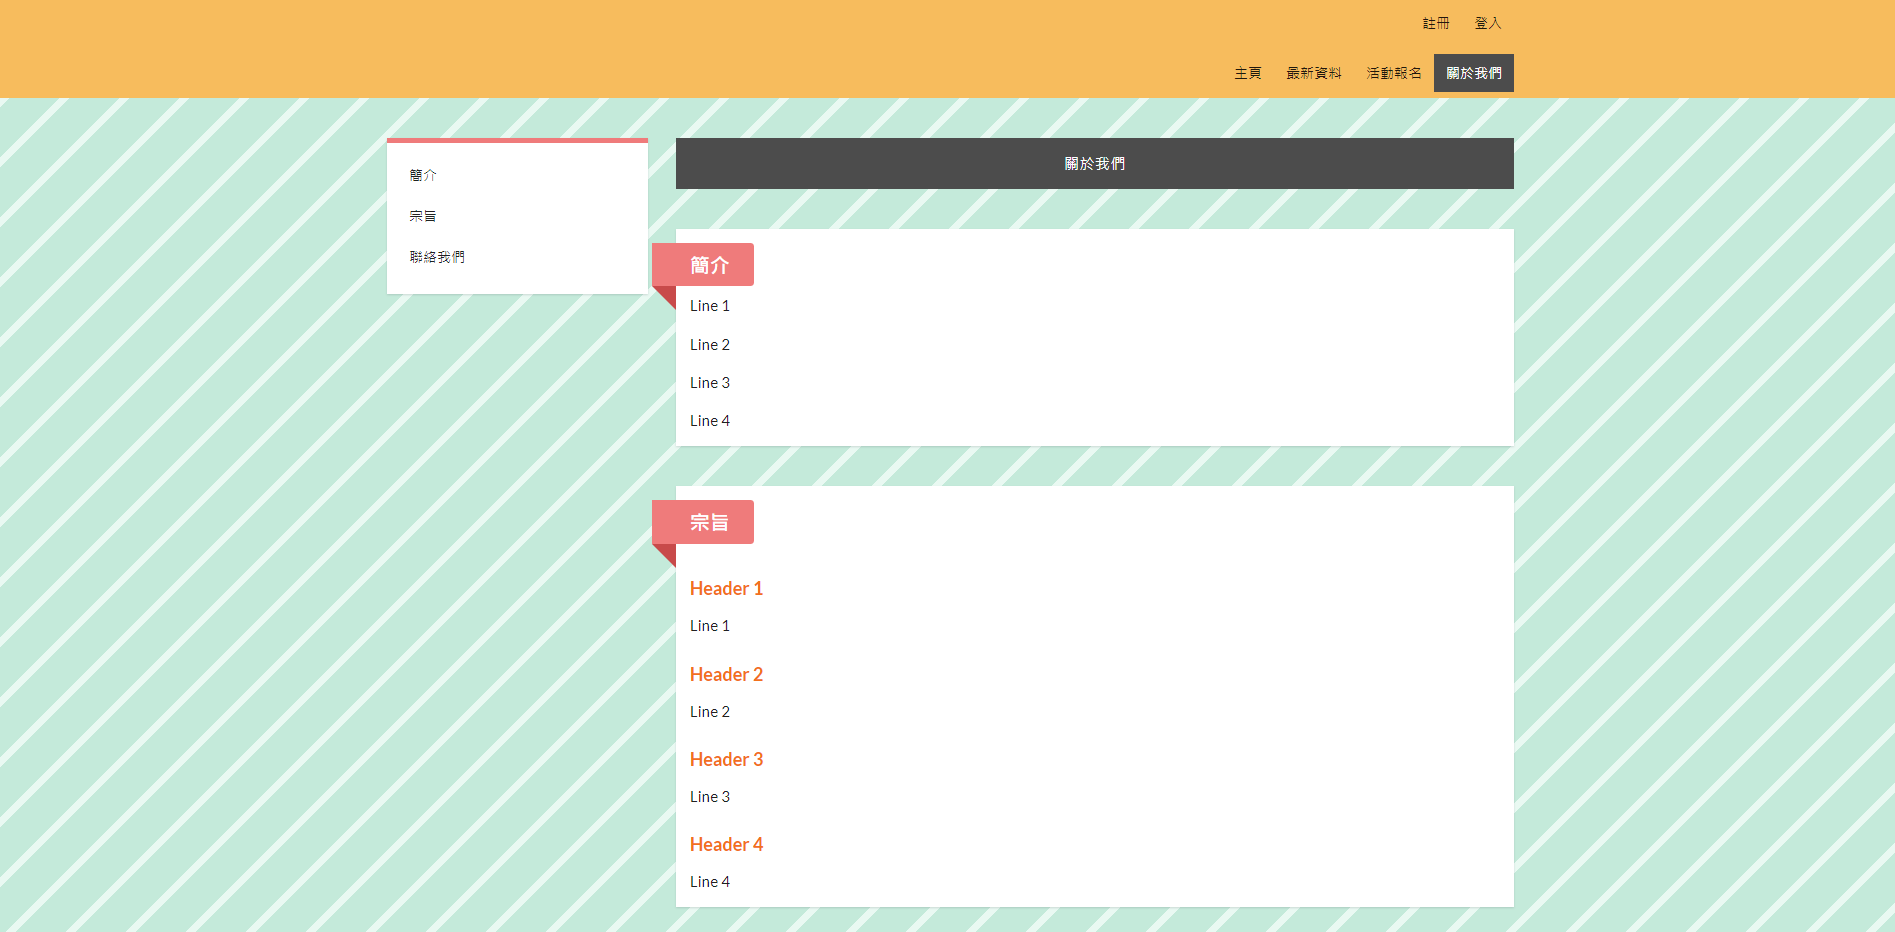 註冊 登入
主頁 最新資料 活動報名 關於我們
簡介
宗旨
聯絡我們
關於我們
簡介
Line 1
Line 2
Line 3
Line 4
宗旨
Header 1
Line 1
Header 2
Line 2
Header 3
Line 3
Header 4
Line 4